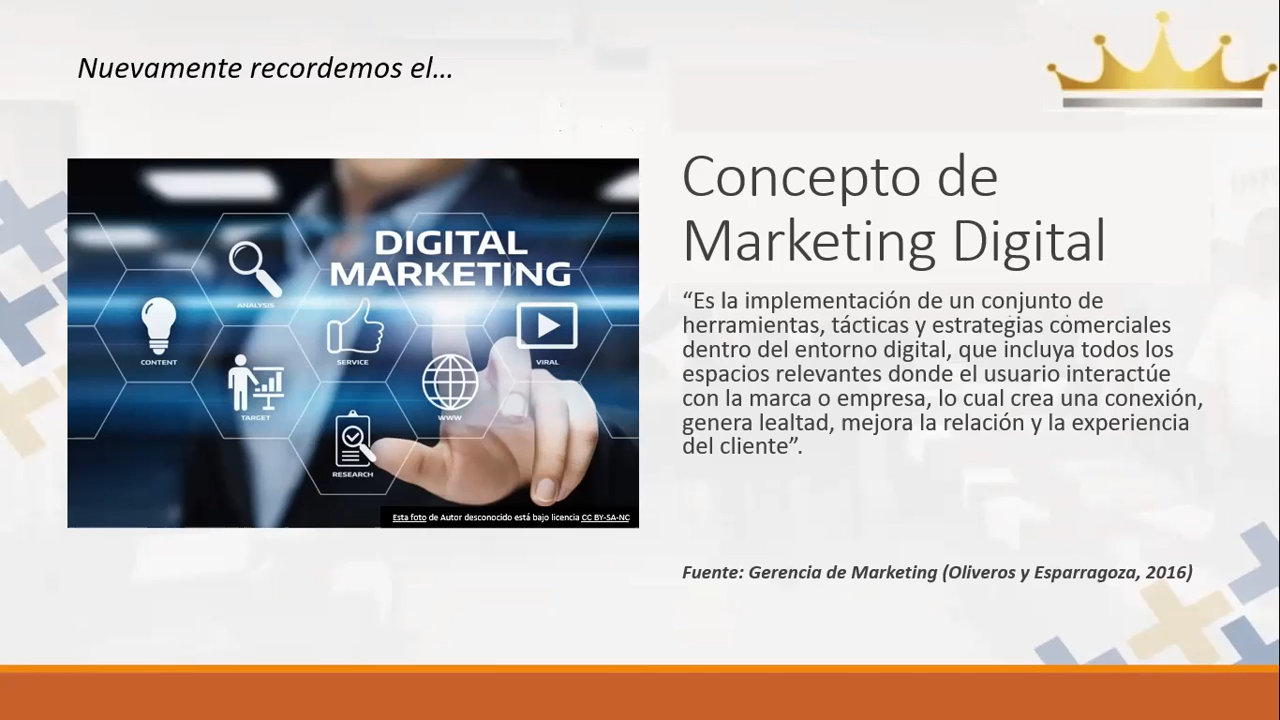 Nuevamente recordemos el...
DIGITAL
MARKETING
ANALYSIS
CONTENT
SERVICE
VIRAL
TARGET
WWW
RESEARCH
Esta foto de Autor desconocido está bajo licencia CC BY-SA-NC
Concepto de
Marketing Digital
“Es la implementación de un conjunto de
herramientas, tácticas y estrategias comerciales
dentro del entorno digital, que incluya todos los
espacios relevantes donde el usuario interactúe
con la marca o empresa, lo cual crea una conexión,
genera lealtad, mejora la relación y la experiencia
del cliente”.
Fuente: Gerencia de Marketing (Oliveros y Esparragoza, 2016)